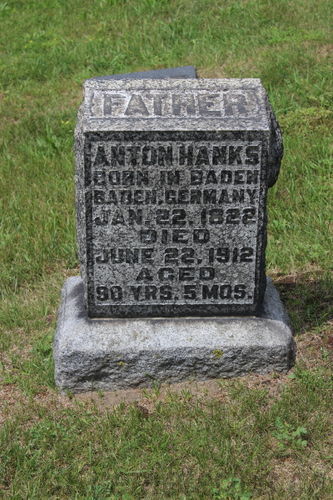 FATHER
ANTON HANKS
BORN IN BADEN
BADEN, GERMANY
JAN. 22, 1822
DIED
JUNE 22, 1912
AGED
90 YRS. 5 MOS.